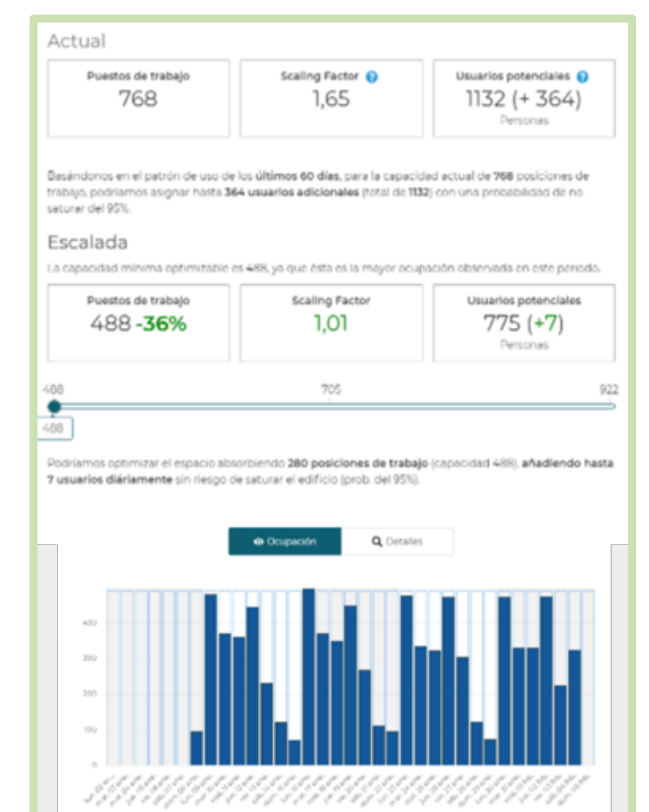 Actual
Puestos de trabajo
768
Scaling Factor ?
1,65
Usuarios potenciales ?
1132 (+ 364)
Personas
Basándonos en el patrón de uso de los últimos 60 días, para la capacidad actual de 768 posiciones de
trabajo, podríamos asignar hasta 364 usuarios adicionales (total de 1132) con una probabilidad de no
saturar del 95%.
Escalada
La capacidad mínima optimizable es 488, ya que ésta es la mayor ocupación observada en este periodo.
Puestos de trabajo
488 -36%
Scaling Factor
1,01
Usuarios potenciales
775 (+7)
Personas
488
705
922
488
Podríamos optimizar el espacio absorbiendo 280 posiciones de trabajo (capacidad 488), añadiendo hasta
7 usuarios diáriamente sin riesgo de saturar el edificio (prob. del 95%).
Ocupación
Detalles
400
300
200
100
0